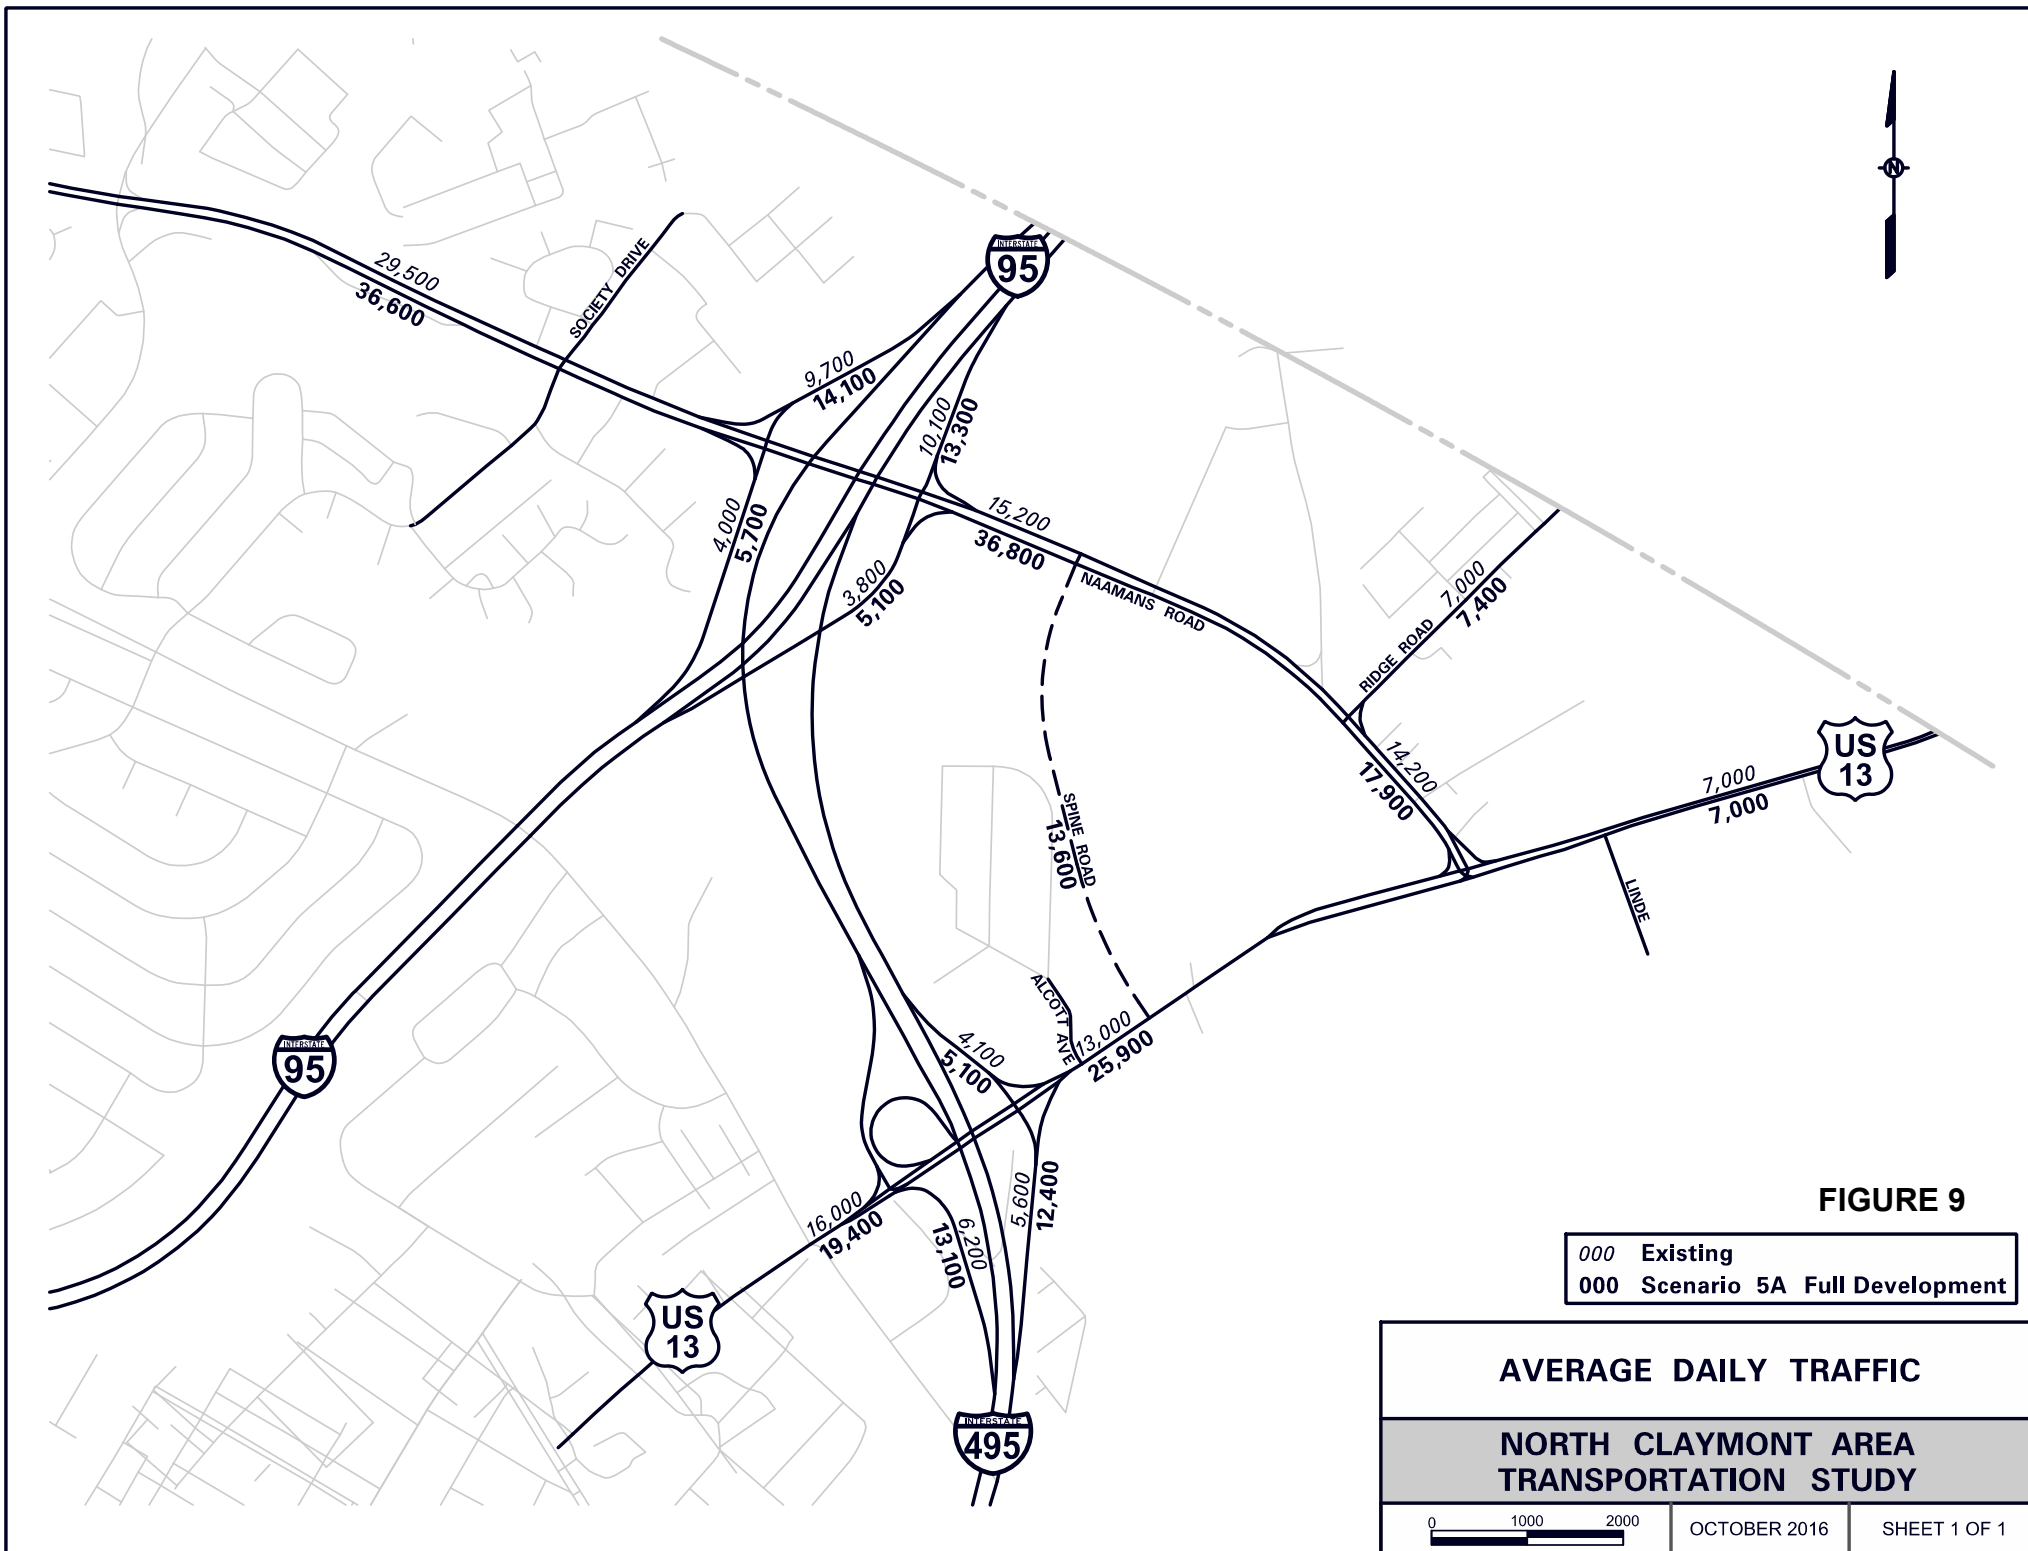 N
INTERSTATE
95
29,500
36,600
SOCIETY DRIVE
9,700
14,100
10,100
13,300
4,000
5,700
3,800
5,100
15,200
36,800
NAAMANS ROAD
7,000
7,400
RIDGE ROAD
14,200
17,900
US
13
7,000
7,000
LINDE
SPINE ROAD
13,600
ALCOTT AVE
13,000
25,900
4,100
5,100
INTERSTATE
95
5,600
12,400
16,000
19,400
6,200
13,100
US
13
INTERSTATE
495
FIGURE 9
000 Existing
000 Scenario 5A Full Development
AVERAGE DAILY TRAFFIC
NORTH CLAYMONT AREA
TRANSPORTATION STUDY
0 1000 2000
OCTOBER 2016
SHEET 1 OF 1